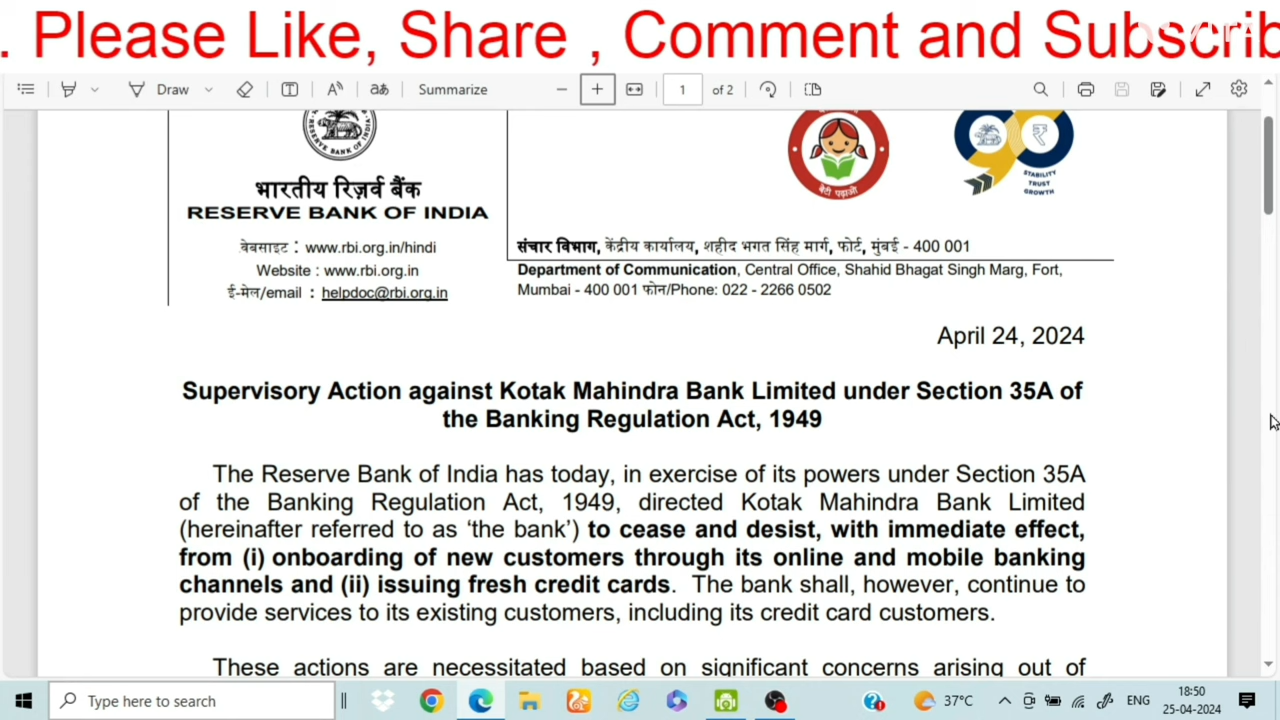 . Please Like, Share , Comment and Subscrib
Draw
Summarize
1
of 2
RESERVE BANK OF INDIA
भारतीय रिज़र्व बैंक
RESERVE BANK OF INDIA
वेबसाइट : www.rbi.org.in/hindi
Website : www.rbi.org.in
ई-मेल/email : helpdoc@rbi.org.in
बेटी पढ़ाओ
STABILITY
TRUST
GROWTH
संचार विभाग, केंद्रीय कार्यालय, शहीद भगत सिंह मार्ग, फोर्ट, मुंबई - 400 001
Department of Communication, Central Office, Shahid Bhagat Singh Marg, Fort,
Mumbai - 400 001 फोन/Phone: 022 - 2266 0502
April 24, 2024
Supervisory Action against Kotak Mahindra Bank Limited under Section 35A of
the Banking Regulation Act, 1949
The Reserve Bank of India has today, in exercise of its powers under Section 35A
of the Banking Regulation Act, 1949, directed Kotak Mahindra Bank Limited
(hereinafter referred to as ‘the bank’) to cease and desist, with immediate effect,
from (i) onboarding of new customers through its online and mobile banking
channels and (ii) issuing fresh credit cards. The bank shall, however, continue to
provide services to its existing customers, including its credit card customers.
These actions are necessitated based on significant concerns arising out of
Type here to search
37°C
ENG
18:50
25-04-2024